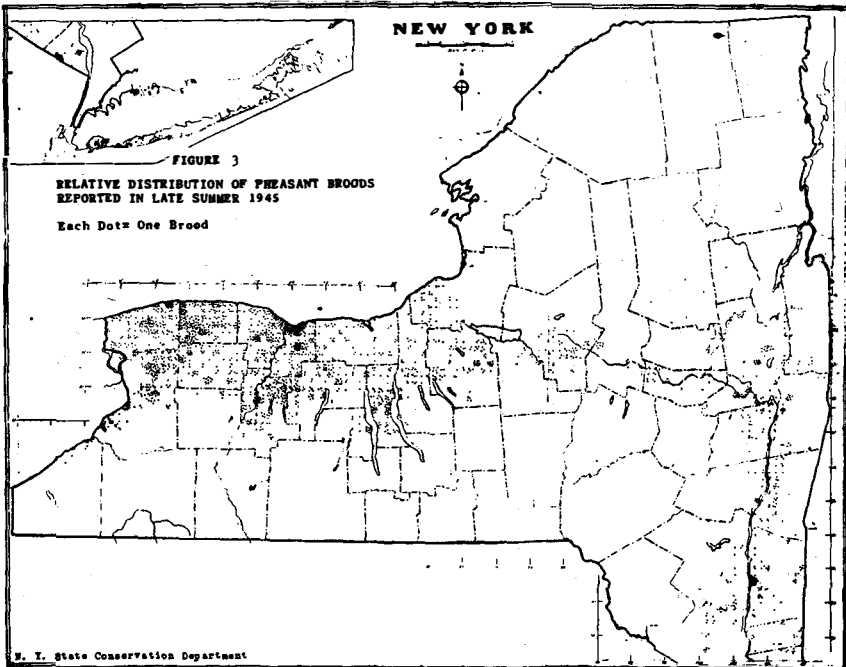 NEW YORK
FIGURE 3
RELATIVE DISTRIBUTION OF PHEASANT BROODS
REPORTED IN LATE SUMMER 1945
Each Dot= One Brood
N. Y. State Conservation Department